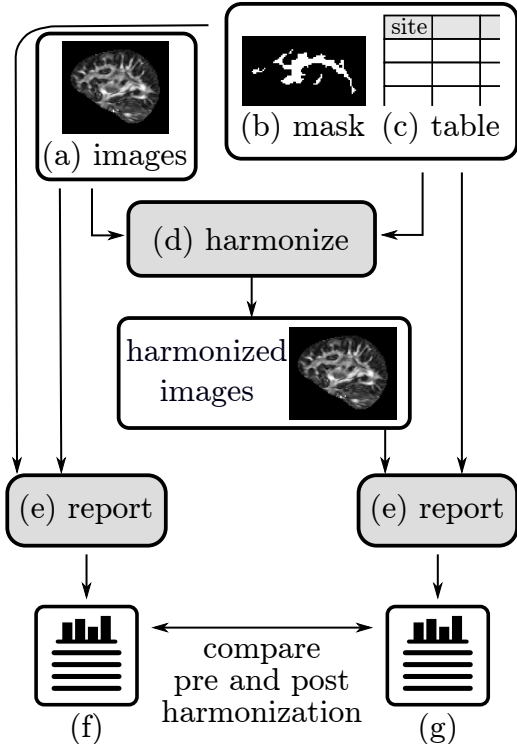 site
(a) images
(b) mask
(c) table
(d) harmonize
harmonized
images
(e) report
(e) report
compare
pre and post
harmonization
(f)
(g)